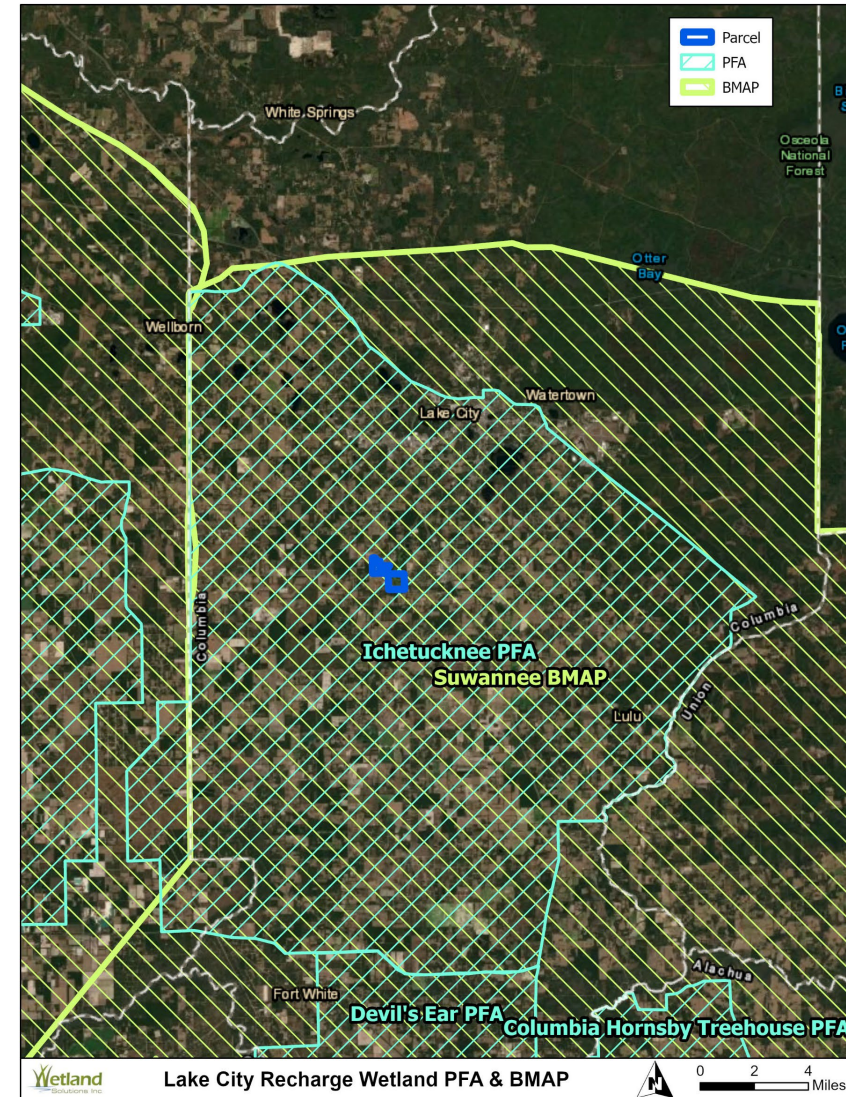 Parcel
PFA
BMAP
White Springs
Osceola
National
Forest
Otter
Bay
Wellborn
Watertown
Lake City
Columbia
Columbia
Ichetucknee PFA
Suwannee BMAP
Lulu
Union
Alachua
Fort White
Devil's Ear PFA
Columbia Hornsby Treehouse PFA
Wetland
Solutions Inc
Lake City Recharge Wetland PFA & BMAP
N
0 2 4
Miles